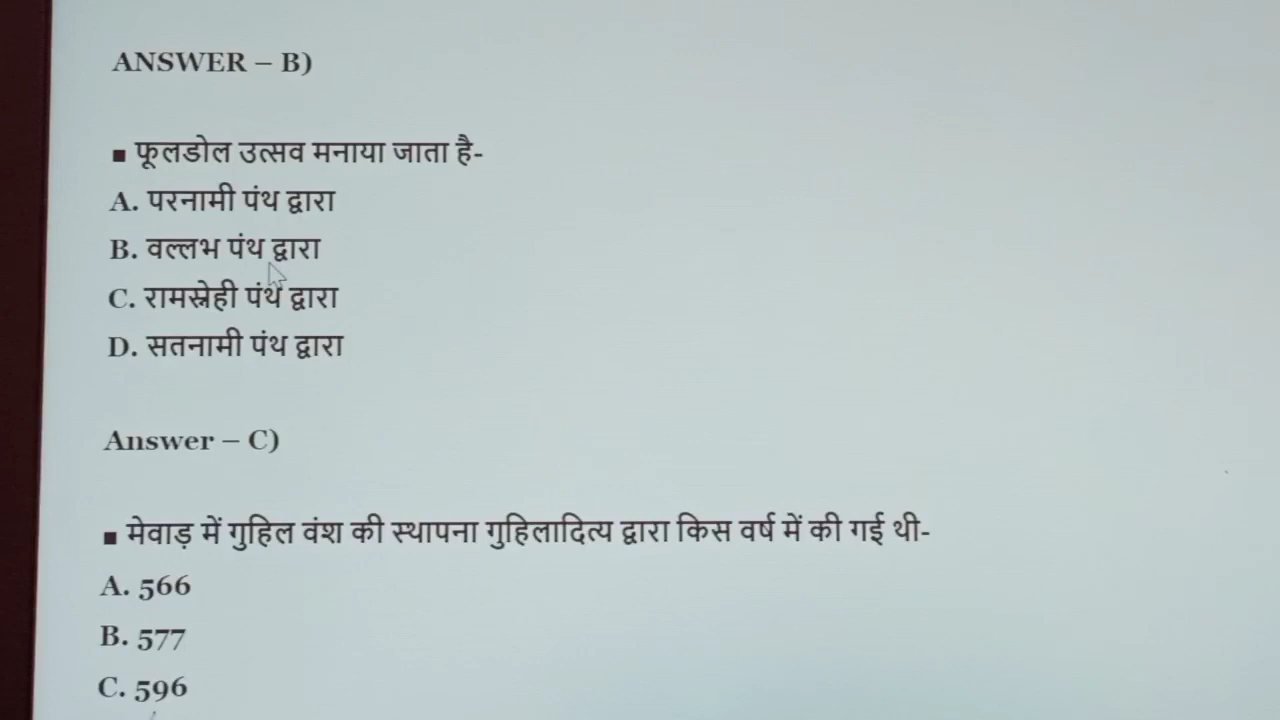 ANSWER – B)
▪ फूलडोल उत्सव मनाया जाता है-
A. परनामी पंथ द्वारा
B. वल्लभ पंथ द्वारा
C. रामस्नेही पंथ द्वारा
D. सतनामी पंथ द्वारा
Answer – C)
▪ मेवाड़ में गुहिल वंश की स्थापना गुहिलादित्य द्वारा किस वर्ष में की गई थी-
A. 566
B. 577
C. 596